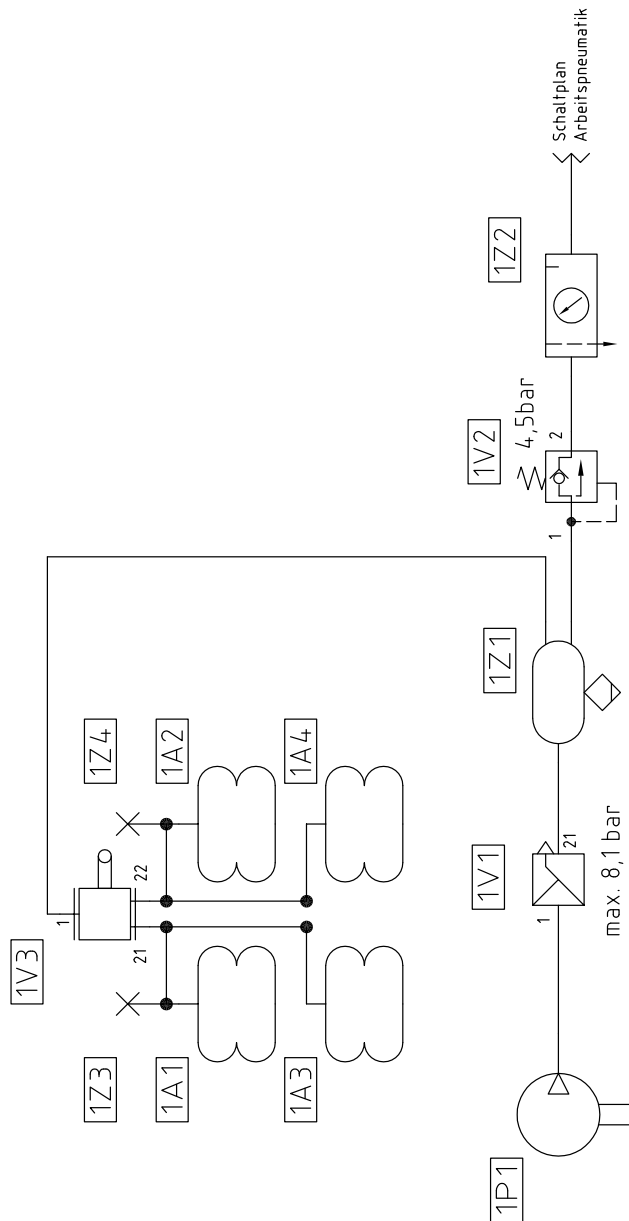 1P1
1V1
1
21
max. 8,1 bar
1Z1
1V2
4,5bar
1
2
1Z2
Schaltplan
Arbeitspneumatik
1V3
1
21
22
1Z3
1Z4
1A1
1A2
1A3
1A4